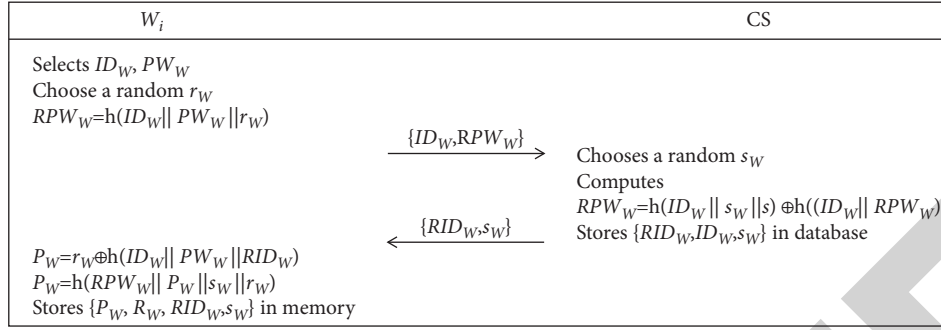 W_i CS
Selects ID_W, PW_W
Choose a random r_W
RPW_W=h(ID_W|| PW_W ||r_W)
{ID_W,RPW_W}
Chooses a random s_W
Computes
RPW_W=h(ID_W || s_W ||s) ⊕h((ID_W|| RPW_W)
Stores {RID_W,ID_W,s_W} in database
{RID_W,s_W}
P_W=r_W⊕h(ID_W|| PW_W ||RID_W)
P_W=h(RPW_W|| P_W ||s_W ||r_W)
Stores {P_W, R_W, RID_W,s_W} in memory